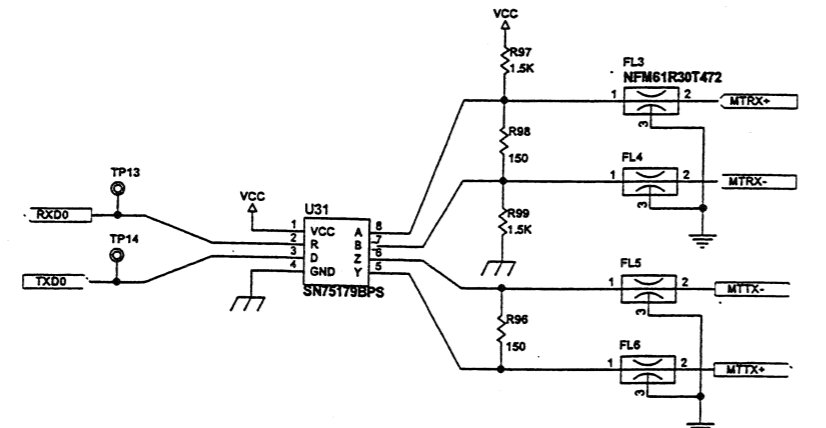 VCC
R97
1.5K
FL3
NFM61R30T472
1
2
3
MTRX+
R98
150
FL4
1
2
3
MTRX-
R99
1.5K
TP13
RXD0
TP14
TXD0
VCC
U31
1 VCC A 8
2 R B 7
3 D Z 6
4 GND Y 5
SN75179BPS
FL5
1
2
3
MTTX-
R96
150
FL6
1
2
3
MTTX+